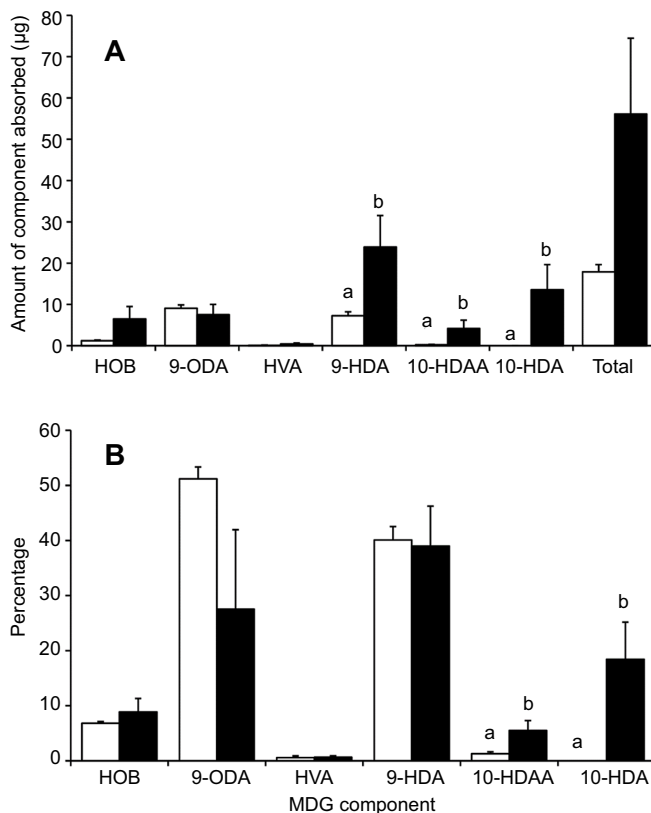 A
Amount of component absorbed (µg)
80
70
60
50
40
30
20
10
0
a
b
a
b
a
b
HOB 9-ODA HVA 9-HDA 10-HDAA 10-HDA Total
B
Percentage
60
50
40
30
20
10
0
a
b
a
b
HOB 9-ODA HVA 9-HDA 10-HDAA 10-HDA
MDG component